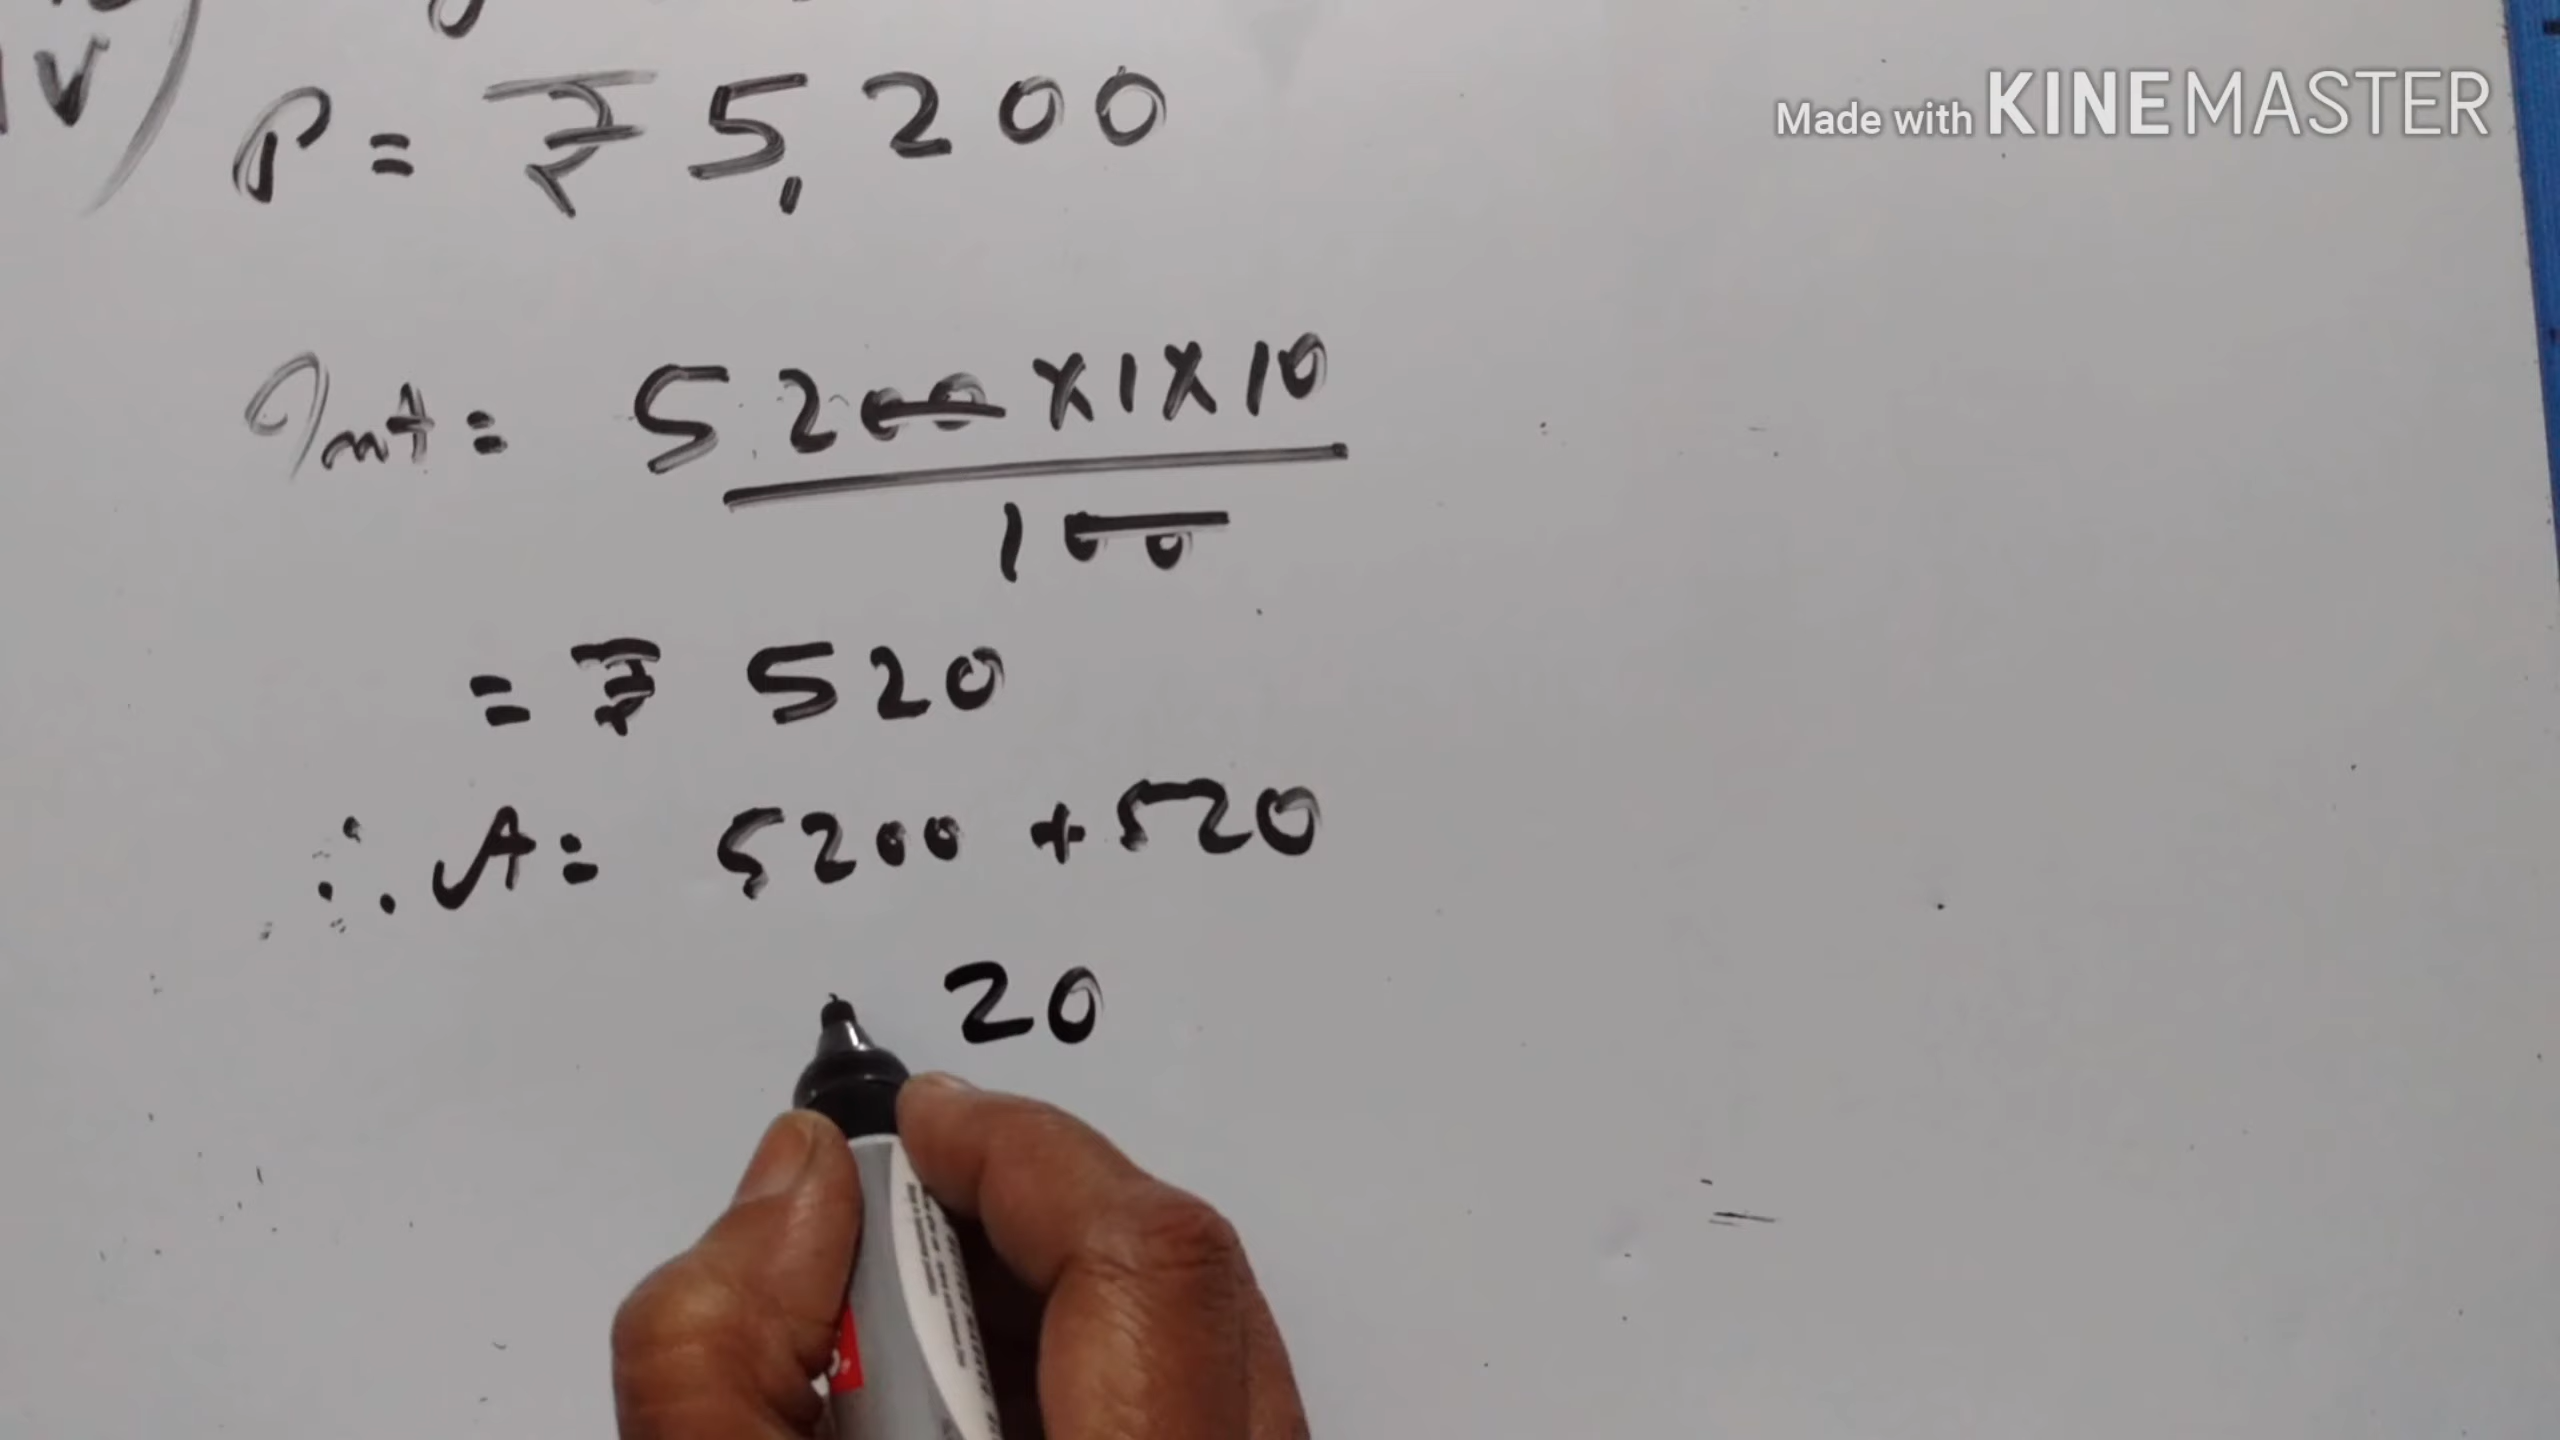 V)
P = ₹ 5,200
Made with KINEMASTER
Int = 5200 x 1 x 10
100
= ₹ 520
∴ A = 5200 + 520
20